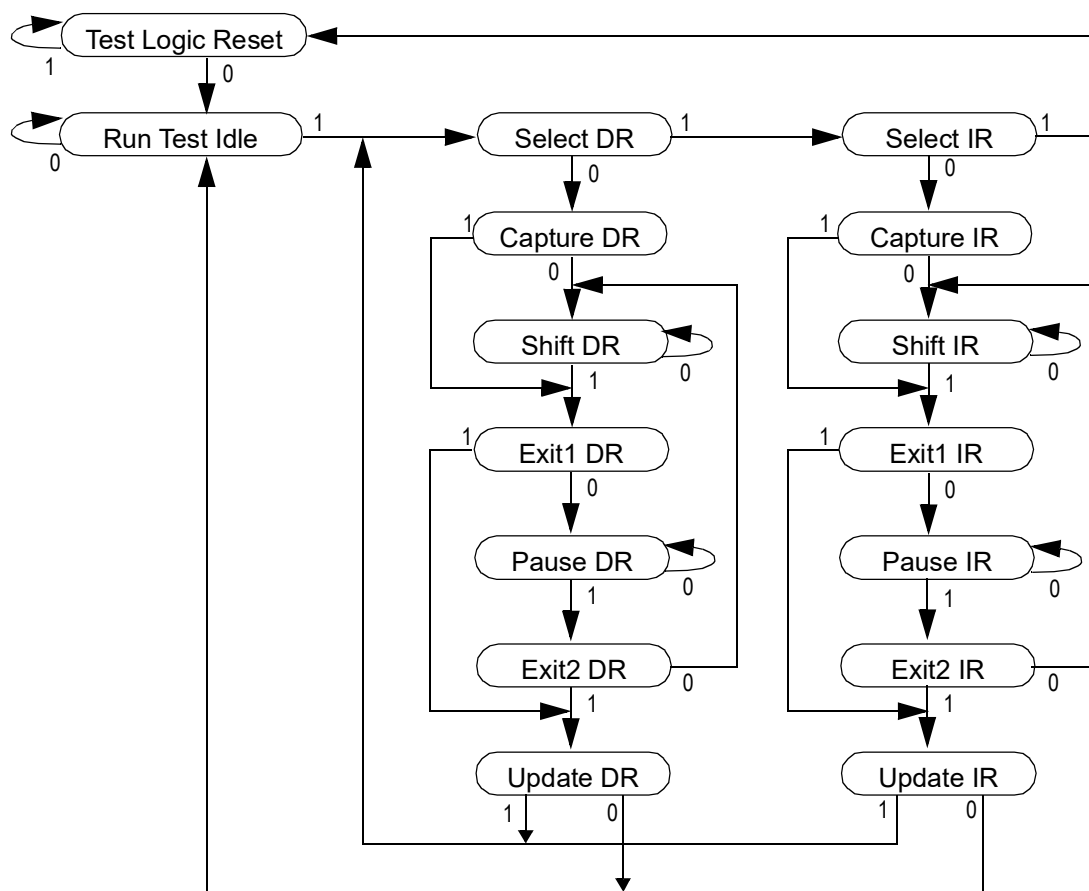 Test Logic Reset
1
0
Run Test Idle
1
Select DR
1
Select IR
1
0
0
0
1
Capture DR
1
Capture IR
0
0
Shift DR
Shift IR
0
0
1
1
1
Exit1 DR
1
Exit1 IR
0
0
Pause DR
Pause IR
0
0
1
1
Exit2 DR
Exit2 IR
0
0
1
1
Update DR
Update IR
1
0
1
0